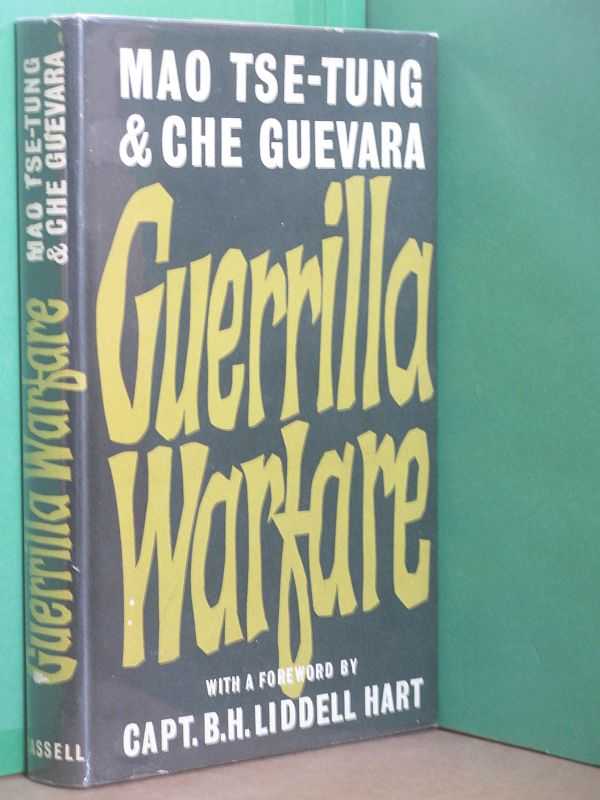 MAO TSE-TUNG
& CHE GUEVARA
Guerrilla
Warfare
WITH A FOREWORD BY
CAPT. B.H. LIDDELL HART
MAO TSE-TUNG
& CHE GUEVARA
Guerrilla Warfare
ASSELL